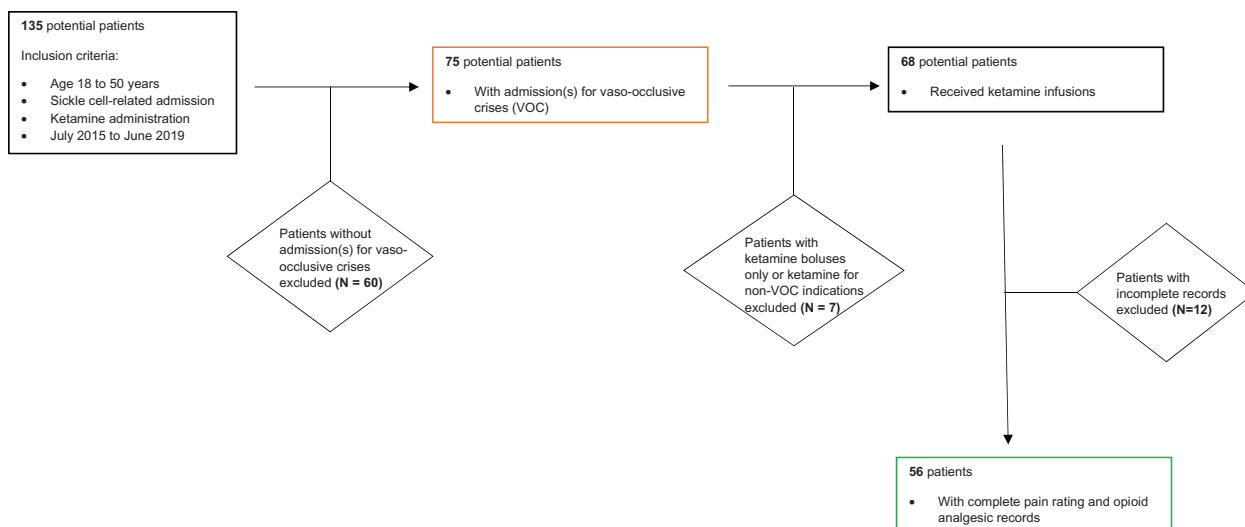 135 potential patients
Inclusion criteria:
• Age 18 to 50 years
• Sickle cell-related admission
• Ketamine administration
• July 2015 to June 2019
Patients without
admission(s) for vaso-
occlusive crises
excluded (N = 60)
75 potential patients
• With admission(s) for vaso-occlusive
crises (VOC)
Patients with
ketamine boluses
only or ketamine for
non-VOC indications
excluded (N = 7)
68 potential patients
• Received ketamine infusions
Patients with
incomplete records
excluded (N=12)
56 patients
• With complete pain rating and opioid
analgesic records